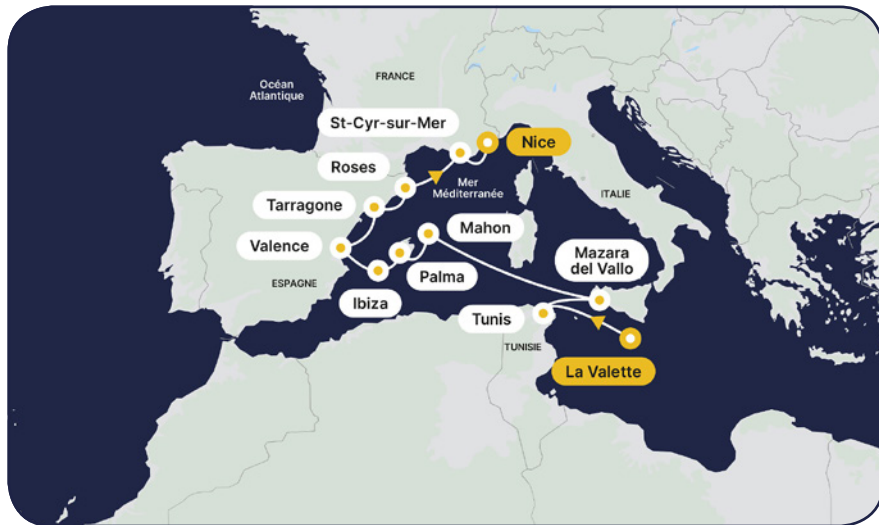 Océan
Atlantique
FRANCE
St-Cyr-sur-Mer
Nice
Roses
Mer
Méditerranée
ITALIE
Tarragone
Mahon
Valence
Mazara
del Vallo
Palma
ESPAGNE
Ibiza
Tunis
TUNISIE
La Valette